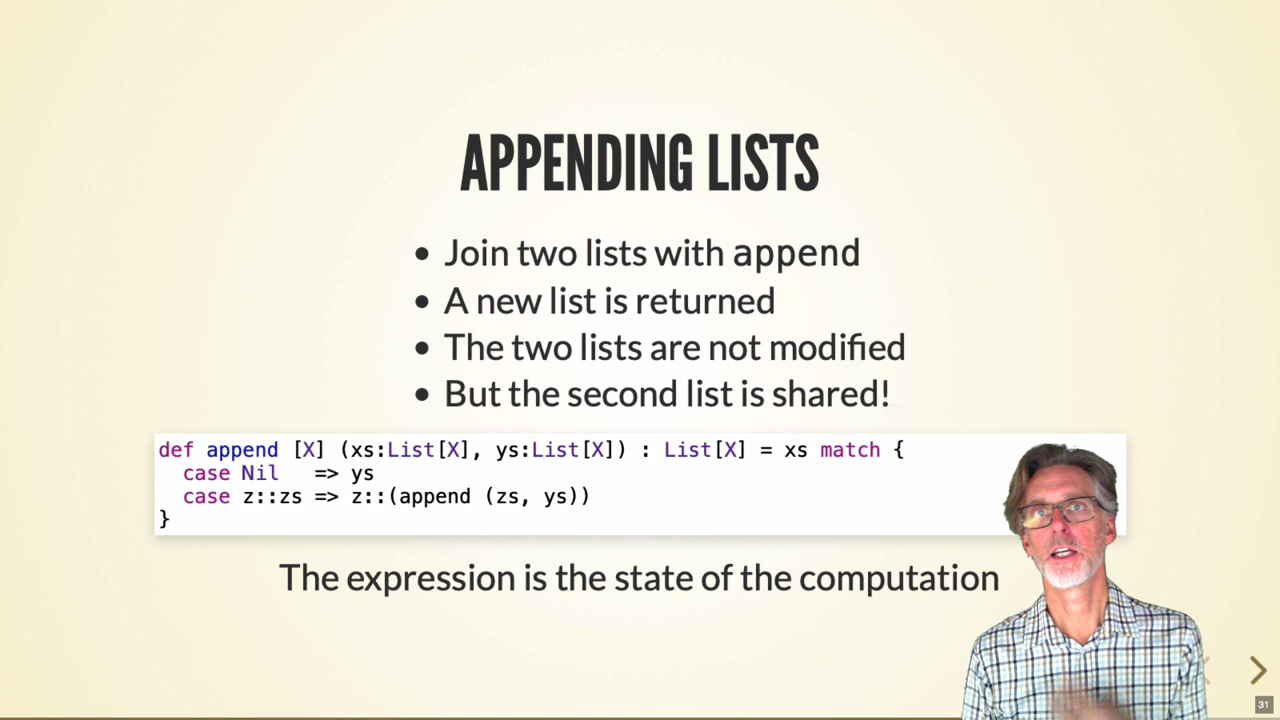 APPENDING LISTS
• Join two lists with append
• A new list is returned
• The two lists are not modified
• But the second list is shared!
def append [X] (xs:List[X], ys:List[X]) : List[X] = xs match {
  case Nil   => ys
  case z::zs => z::(append (zs, ys))
}
The expression is the state of the computation
31